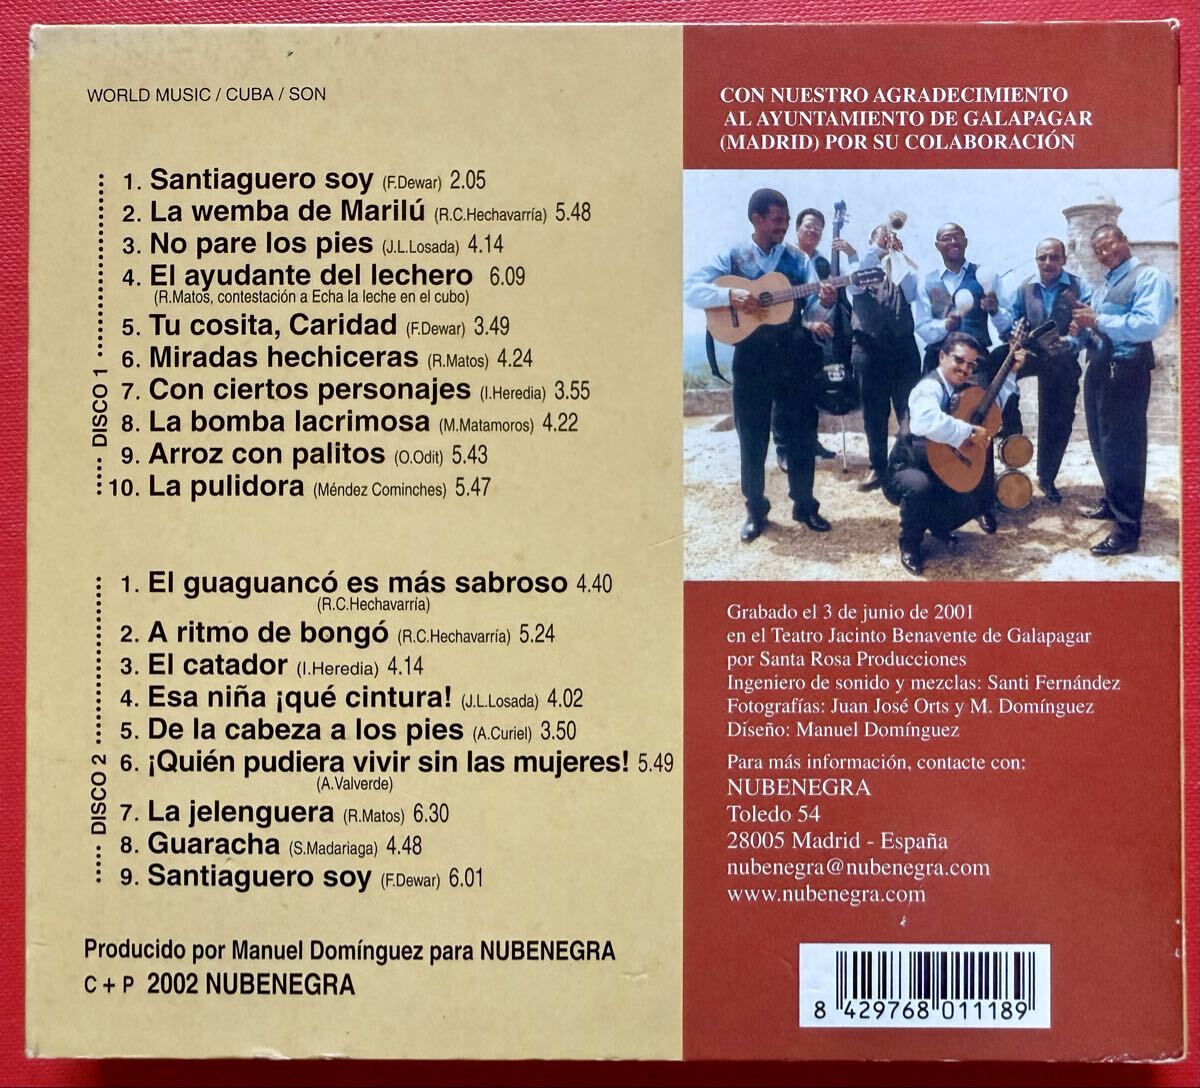 WORLD MUSIC / CUBA / SON
DISCO 1
1. Santiaguero soy (F.Dewar) 2.05
2. La wemba de Marilú (R.C.Hechavarría) 5.48
3. No pare los pies (J.L.Losada) 4.14
4. El ayudante del lechero 6.09
(R.Matos, contestación a Echa la leche en el cubo)
5. Tu cosita, Caridad (F.Dewar) 3.49
6. Miradas hechiceras (R.Matos) 4.24
7. Con ciertos personajes (I.Heredia) 3.55
8. La bomba lacrimosa (M.Matamoros) 4.22
9. Arroz con palitos (O.Odit) 5.43
10. La pulidora (Méndez Cominches) 5.47
DISCO 2
1. El guaguancó es más sabroso 4.40
(R.C.Hechavarría)
2. A ritmo de bongó (R.C.Hechavarría) 5.24
3. El catador (I.Heredia) 4.14
4. Esa niña ¡qué cintura! (J.L.Losada) 4.02
5. De la cabeza a los pies (A.Curiel) 3.50
6. ¡Quién pudiera vivir sin las mujeres! 5.49
(A.Valverde)
7. La jelenguera (R.Matos) 6.30
8. Guaracha (S.Madariaga) 4.48
9. Santiaguero soy (F.Dewar) 6.01
Producido por Manuel Domínguez para NUBENEGRA
C + P 2002 NUBENEGRA
CON NUESTRO AGRADECIMIENTO
AL AYUNTAMIENTO DE GALAPAGAR
(MADRID) POR SU COLABORACIÓN
Grabado el 3 de junio de 2001
en el Teatro Jacinto Benavente de Galapagar
por Santa Rosa Producciones
Ingeniero de sonido y mezclas: Santi Fernández
Fotografías: Juan José Orts y M. Domínguez
Diseño: Manuel Domínguez
Para más información, contacte con:
NUBENEGRA
Toledo 54
28005 Madrid - España
nubenegra@nubenegra.com
www.nubenegra.com
8 429768 011189